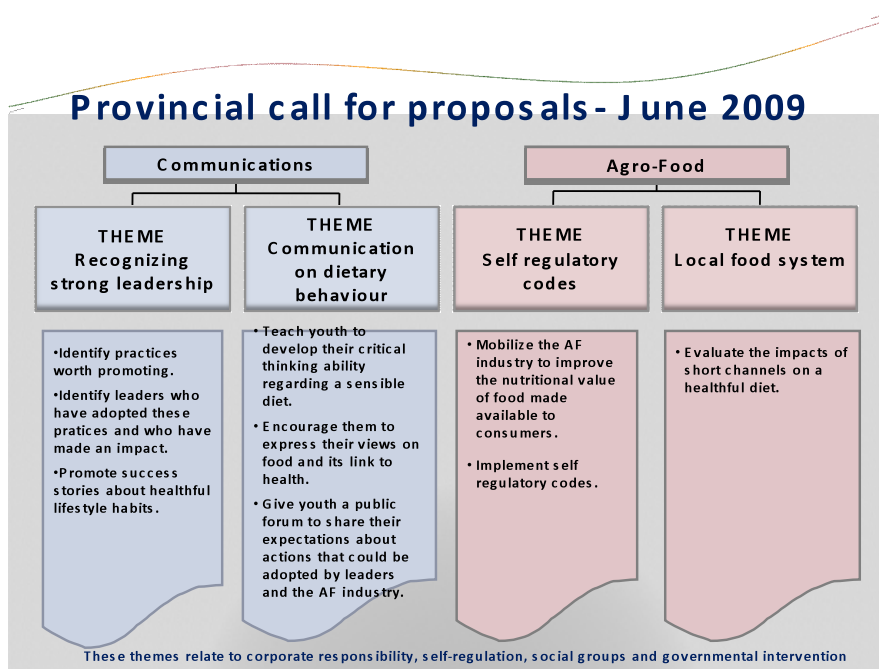 Provincial call for proposals - June 2009
Communications
Agro-Food
THEME
Recognizing
strong leadership
THEME
Communication
on dietary
behaviour
THEME
Self regulatory
codes
THEME
Local food system
•Identify practices
worth promoting.
•Identify leaders who
have adopted these
pratices and who have
made an impact.
•Promote success
stories about healthful
lifestyle habits.
• Teach youth to
develop their critical
thinking ability
regarding a sensible
diet.
• Encourage them to
express their views on
food and its link to
health.
• Give youth a public
forum to share their
expectations about
actions that could be
adopted by leaders
and the AF industry.
• Mobilize the AF
industry to improve
the nutritional value
of food made
available to
consumers.
• Implement self
regulatory codes.
• Evaluate the impacts of
short channels on a
healthful diet.
These themes relate to corporate responsibility, self-regulation, social groups and governmental intervention